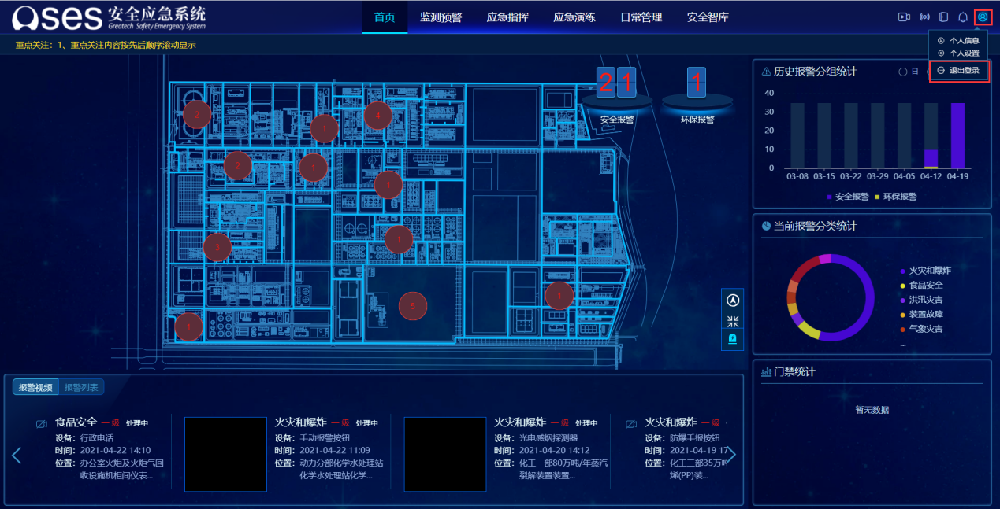 Oses 安全应急系统
Greatech Safety Emergency System
首页 监测预警 应急指挥 应急演练 日常管理 安全智库
重点关注：1、重点关注内容按先后顺序滚动显示
个人信息
个人设置
退出登录
21
安全报警
1
环保报警
2
1
4
2
1
1
3
1
1
5
1
历史报警分组统计
日
40
30
20
10
0
03-08 03-15 03-22 03-29 04-05 04-12 04-19
安全报警 环保报警
当前报警分类统计
火灾和爆炸
食品安全
洪汛灾害
装置故障
气象灾害
...
门禁统计
暂无数据
报警视频 报警列表
食品安全 一级 处理中
设备：行政电话
时间：2021-04-22 14:10
位置：办公室火炬及火炬气回
收设施机柜间仪表...
火灾和爆炸 一级 处理中
设备：手动报警按钮
时间：2021-04-22 11:09
位置：动力分部化学水处理站
化学水处理站化学...
火灾和爆炸 一级 处理中
设备：光电感烟探测器
时间：2021-04-20 14:12
位置：化工一部80万吨/年蒸汽
裂解装置装置...
火灾和爆炸 一级
设备：防爆手报按钮
时间：2021-04-19 17
位置：化工三部35万吨
烯(PP)装...